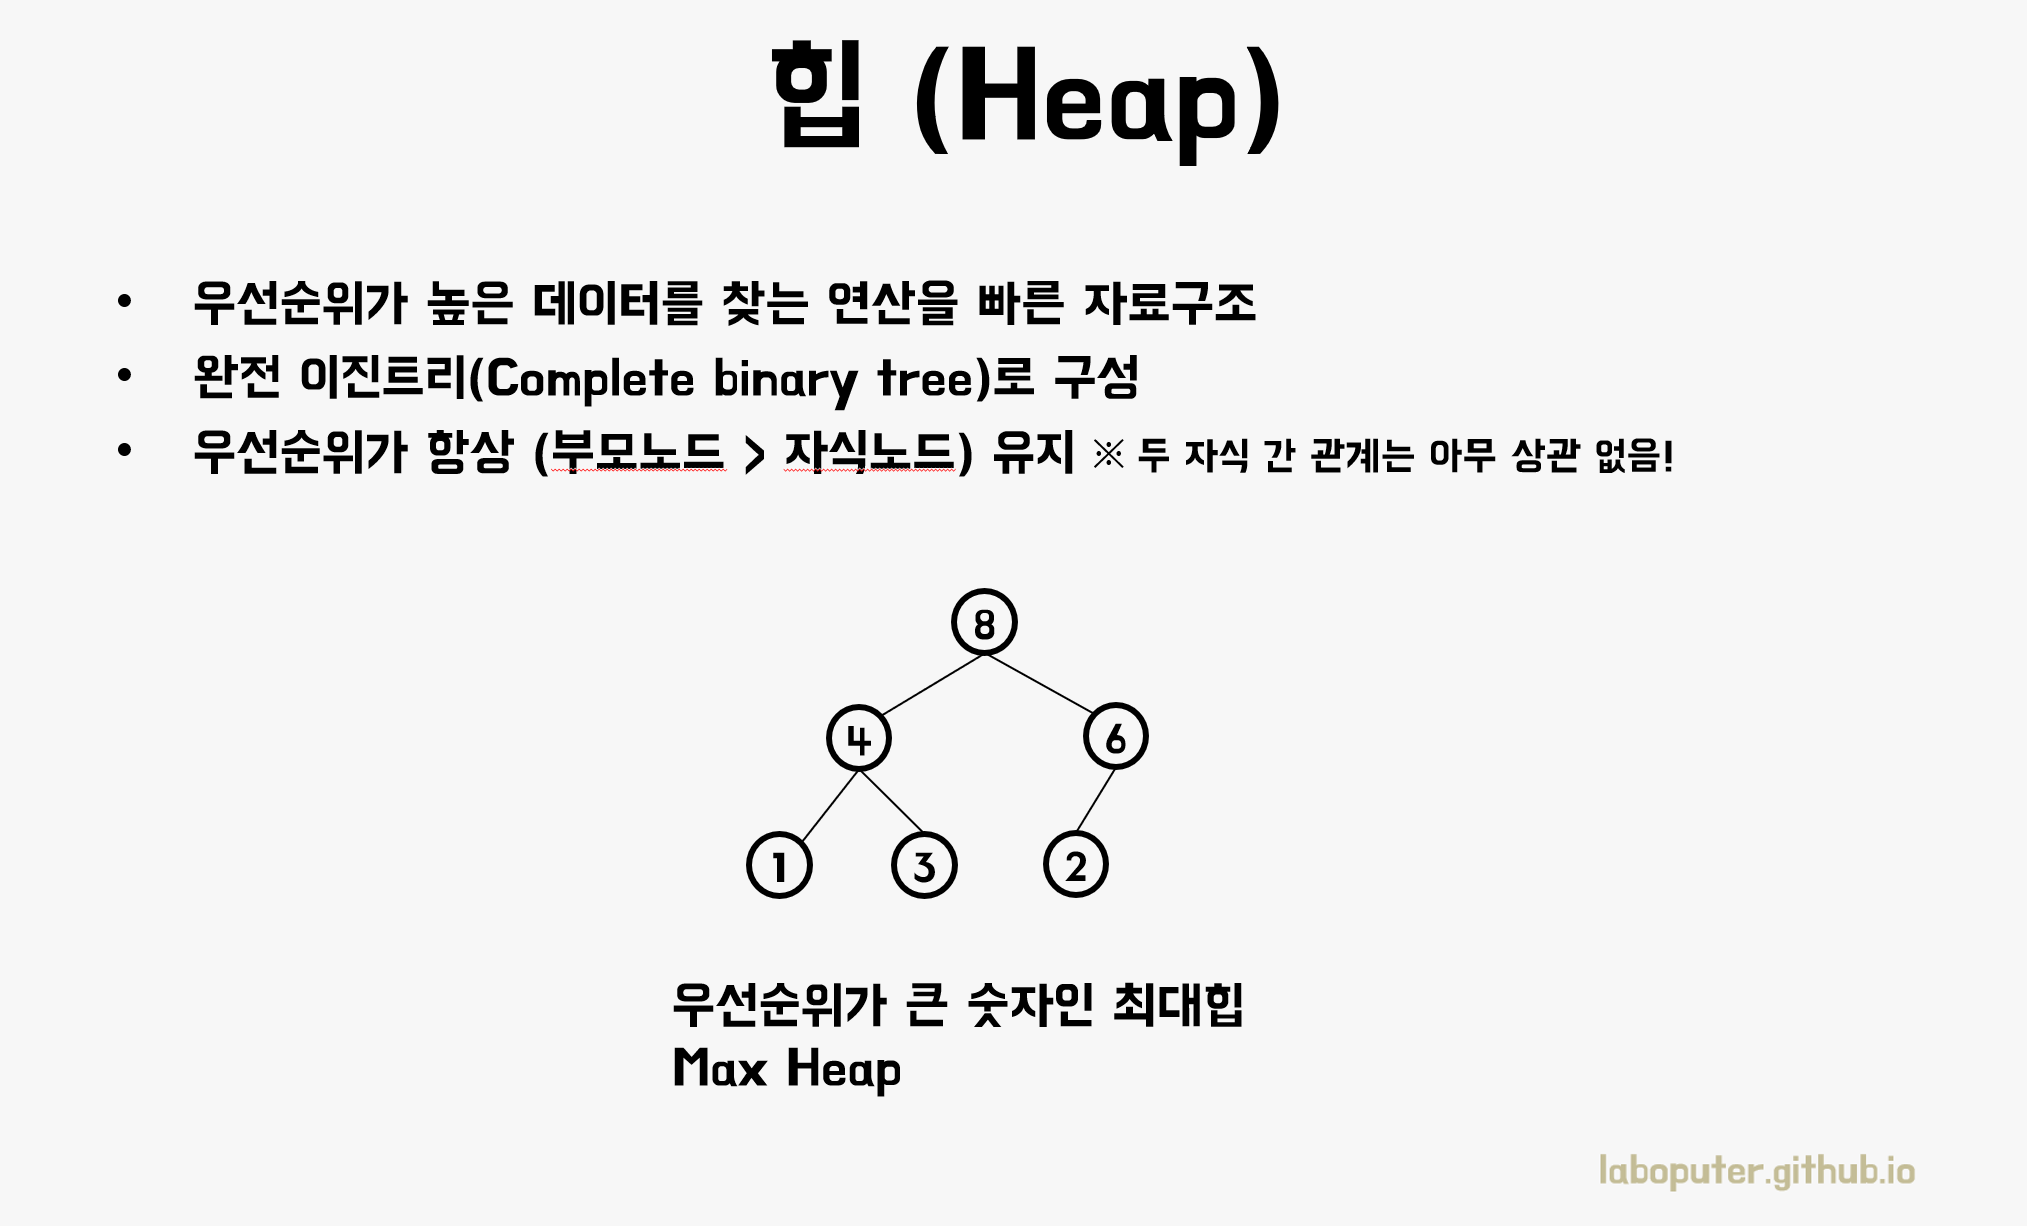 힙 (Heap)
• 우선순위가 높은 데이터를 찾는 연산을 빠른 자료구조
• 완전 이진트리(Complete binary tree)로 구성
• 우선순위가 항상 (부모노드 > 자식노드) 유지 ※ 두 자식 간 관계는 아무 상관 없음!
8
4 6
1 3 2
우선순위가 큰 숫자인 최대힙
Max Heap
laboputer.github.io